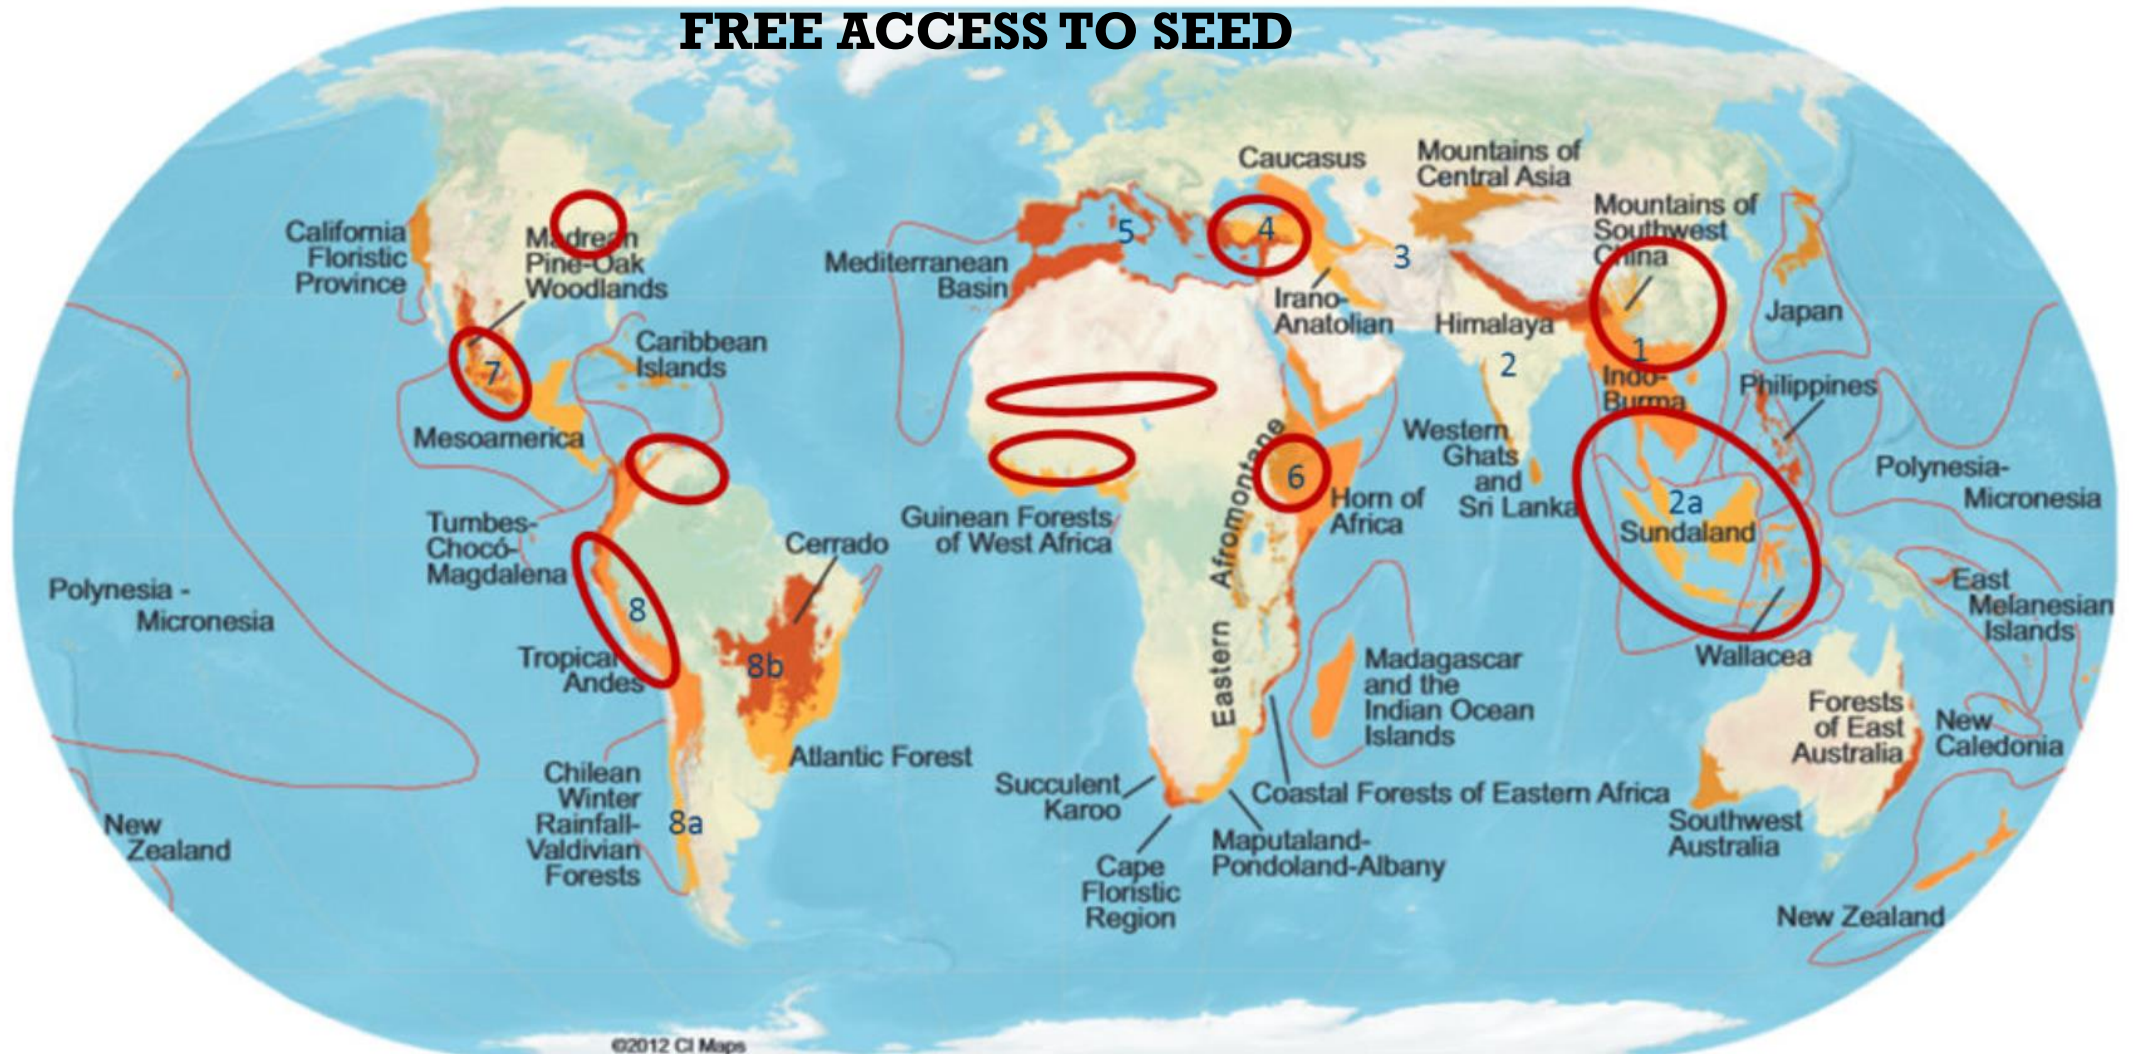 FREE ACCESS TO SEED
Caucasus
Mountains of
Central Asia
Mountains of
Southwest
China
California
Floristic
Province
Madrean
Pine-Oak
Woodlands
Mediterranean
Basin
5
4
3
Irano-
Anatolian
Himalaya
2
1
Indo-
Burma
Japan
Philippines
Caribbean
Islands
7
Mesoamerica
Western
Ghats
and
Sri Lanka
Polynesia-
Micronesia
6
Horn of
Africa
2a
Sundaland
Guinean Forests
of West Africa
Eastern Afromontane
Tumbes-
Chocó-
Magdalena
Cerrado
Polynesia -
Micronesia
8
8b
Tropical
Andes
East
Melanesian
Islands
Wallacea
Madagascar
and the
Indian Ocean
Islands
Forests
of East
Australia
New
Caledonia
Atlantic Forest
Chilean
Winter
Rainfall-
Valdivian
Forests
8a
Succulent
Karoo
Coastal Forests of Eastern Africa
Maputaland-
Pondoland-Albany
Cape
Floristic
Region
Southwest
Australia
New
Zealand
New Zealand
©2012 CI Maps